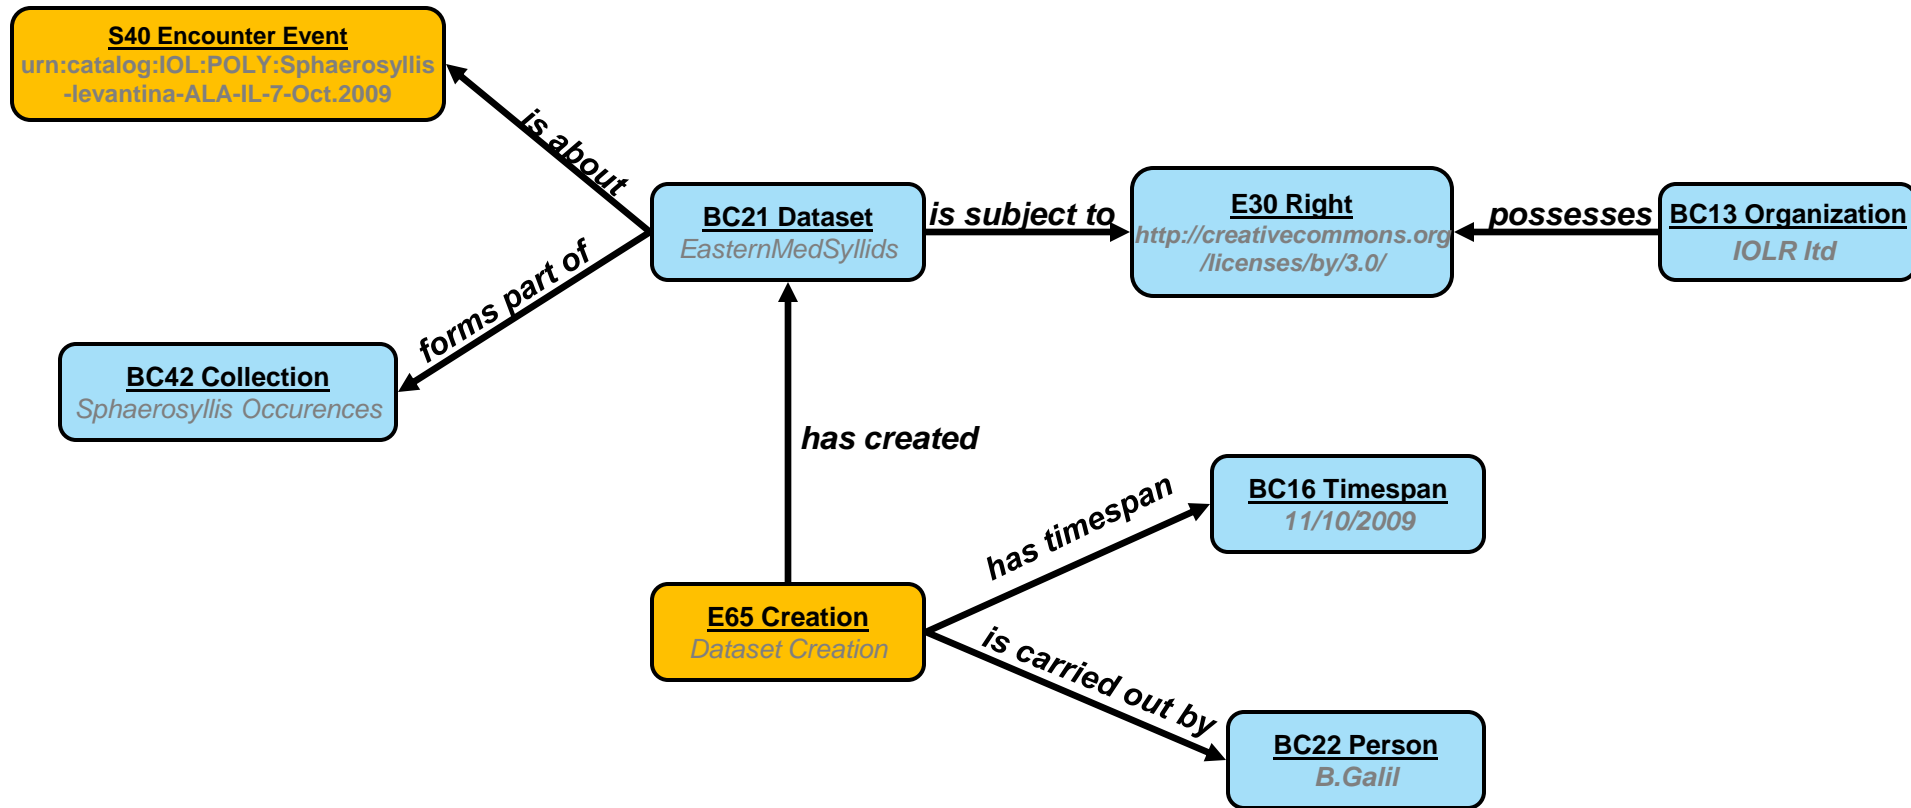 S40 Encounter Event
urn:catalog:IOL:POLY:Sphaerosyllis
-levantina-ALA-IL-7-Oct.2009
is about
BC21 Dataset
EasternMedSyllids
is subject to
E30 Right
http://creativecommons.org
/licenses/by/3.0/
possesses
BC13 Organization
IOLR ltd
forms part of
BC42 Collection
Sphaerosyllis Occurences
has created
has timespan
BC16 Timespan
11/10/2009
E65 Creation
Dataset Creation
is carried out by
BC22 Person
B.Galil